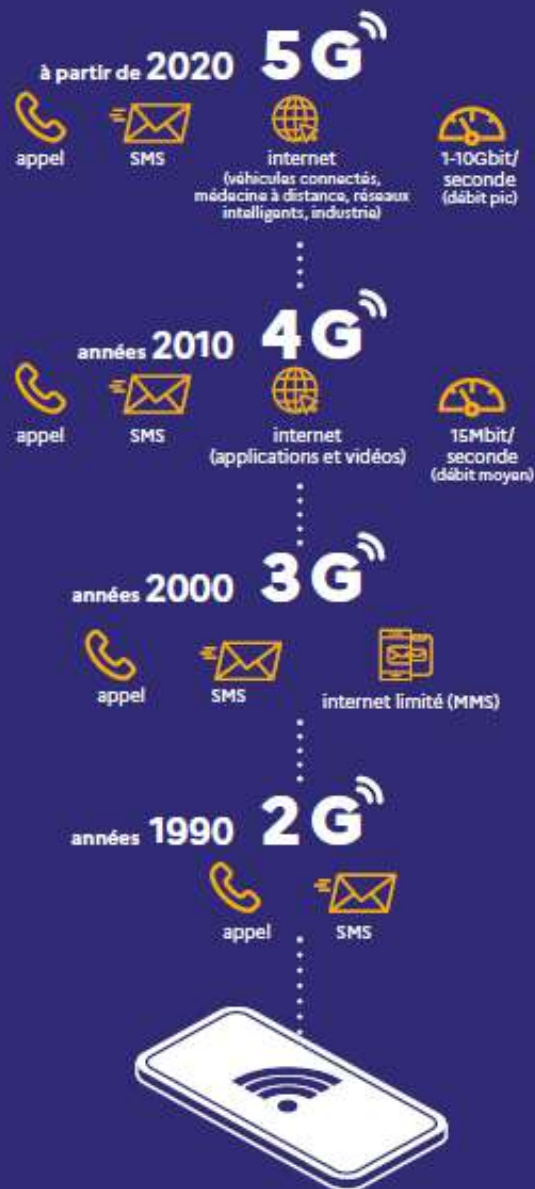 à partir de 2020 5G
appel
SMS
internet
(véhicules connectés,
médecine à distance, réseaux
intelligents, industrie)
1-10Gbit/
seconde
(débit pic)
années 2010 4G
appel
SMS
internet
(applications et vidéos)
15Mbit/
seconde
(débit moyen)
années 2000 3G
appel
SMS
internet limité (MMS)
années 1990 2G
appel
SMS